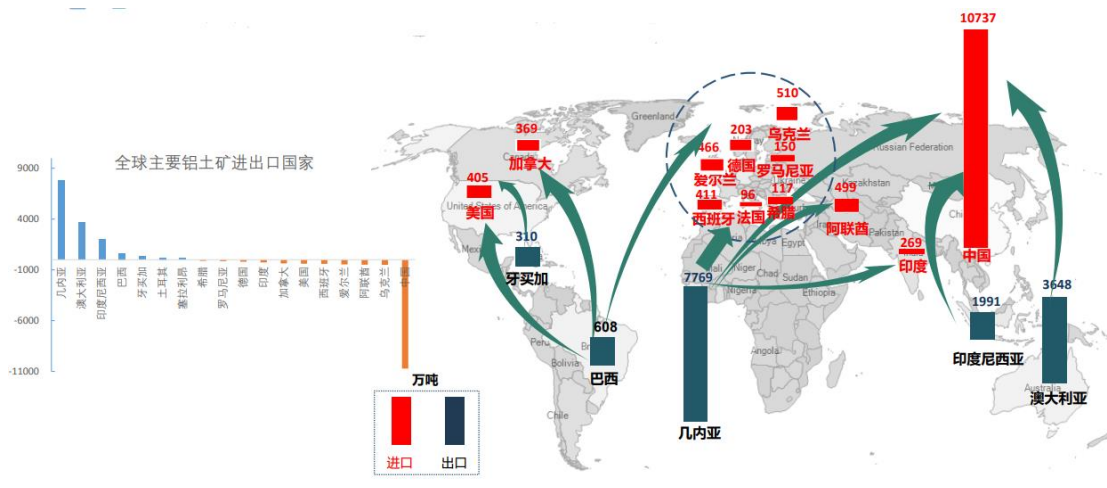 全球主要铝土矿进出口国家
9000
4000
-1000
-6000
-11000
几内亚
澳大利亚
印度尼西亚
巴西
牙买加
土耳其
塞拉利昂
希腊
罗马尼亚
德国
印度
加拿大
美国
西班牙
爱尔兰
阿联酋
乌克兰
中国
万吨
进口
出口
10737
中国
510
乌克兰
369
加拿大
203
德国
466
爱尔兰
150
罗马尼亚
405
美国
411
西班牙
96
法国
117
希腊
499
阿联酋
310
牙买加
269
印度
7769
几内亚
608
巴西
1991
印度尼西亚
3648
澳大利亚
Greenland
Russian Federation
Kazakhstan
Ukraine
United States of America
Egypt
Pakistan
Mali
Niger
Chad
Sudan
Nigeria
Ethiopia
Angola
Peru
Bolivia
Chile
Australia